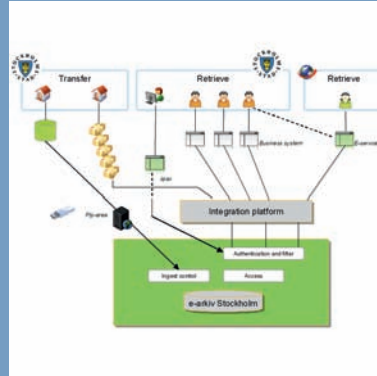 Transfer
Retrieve
Retrieve
Business system
Integration platform
Authentication and filter
Ingest control
Access
e-arkiv Stockholm